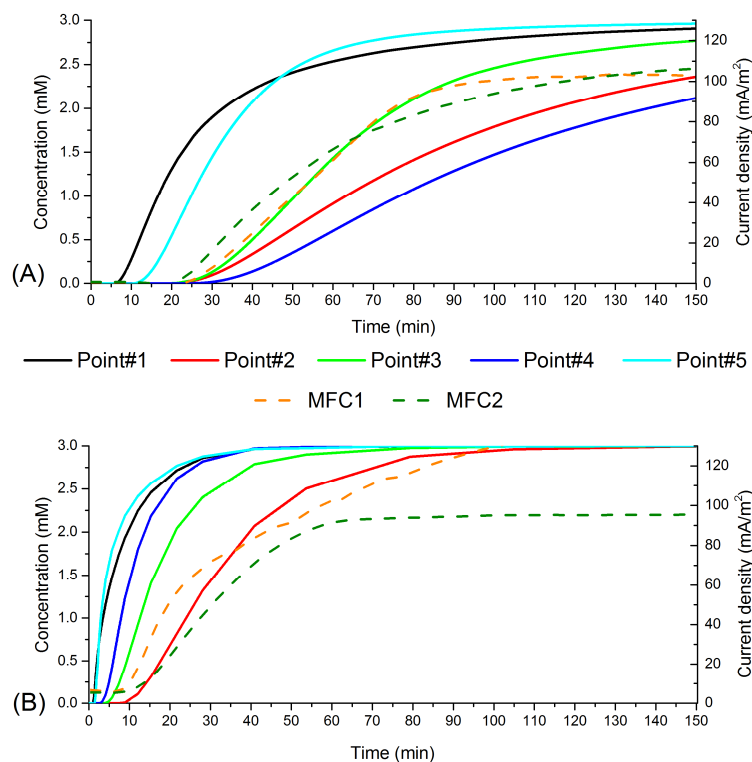 3.0
2.5
2.0
1.5
1.0
0.5
0.0
Concentration (mM)
120
100
80
60
40
20
0
Current density (mA/m²)
(A)
0 10 20 30 40 50 60 70 80 90 100 110 120 130 140 150
Time (min)
Point#1 Point#2 Point#3 Point#4 Point#5
MFC1 MFC2
3.0
2.5
2.0
1.5
1.0
0.5
0.0
Concentration (mM)
120
100
80
60
40
20
0
Current density (mA/m²)
(B)
0 10 20 30 40 50 60 70 80 90 100 110 120 130 140 150
Time (min)